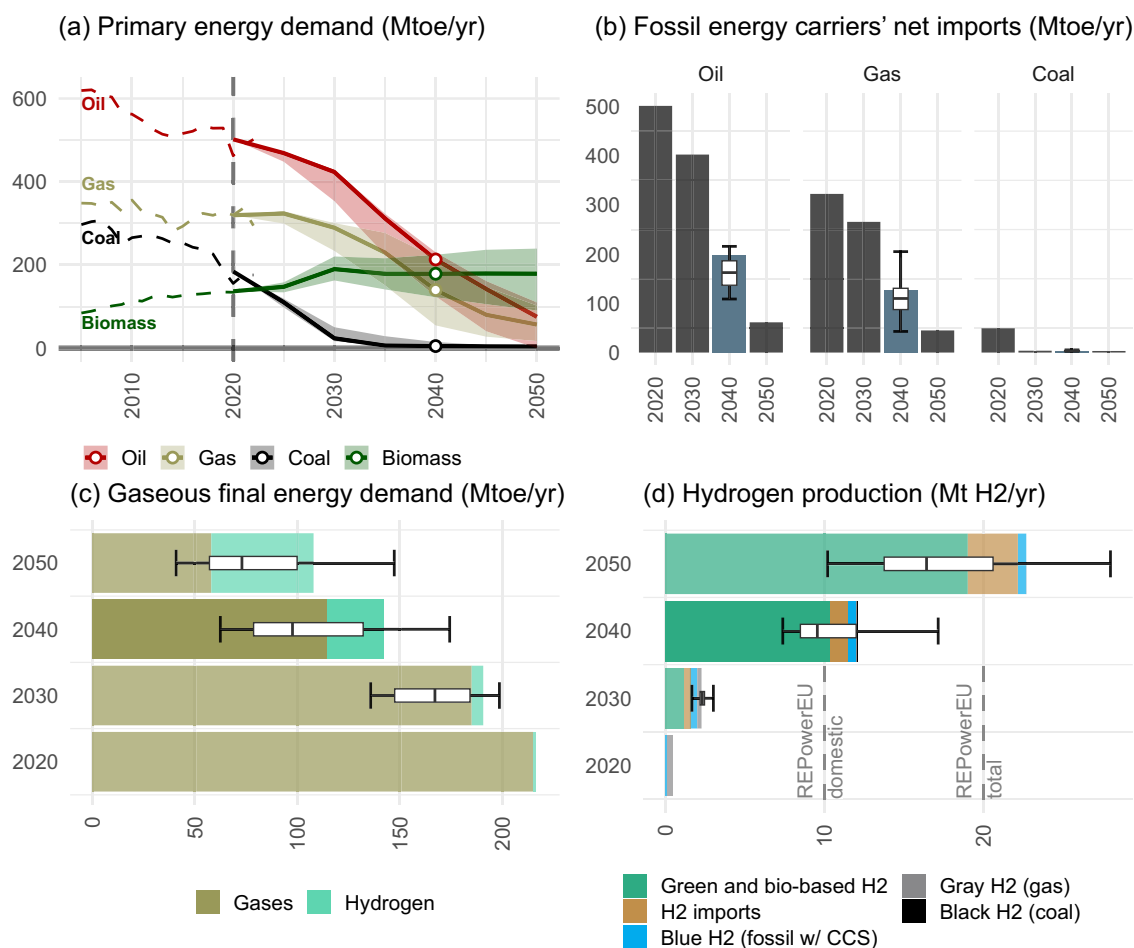 (a) Primary energy demand (Mtoe/yr)
600
400
200
0
Oil
Gas
Coal
Biomass
2010
2020
2030
2040
2050
Oil
Gas
Coal
Biomass
(b) Fossil energy carriers' net imports (Mtoe/yr)
Oil
Gas
Coal
500
400
300
200
100
0
2020
2030
2040
2050
2020
2030
2040
2050
2020
2030
2040
2050
(c) Gaseous final energy demand (Mtoe/yr)
2050
2040
2030
2020
0
50
100
150
200
Gases
Hydrogen
(d) Hydrogen production (Mt H2/yr)
2050
2040
2030
2020
REPowerEU
domestic
REPowerEU
total
0
10
20
Green and bio-based H2
H2 imports
Blue H2 (fossil w/ CCS)
Gray H2 (gas)
Black H2 (coal)